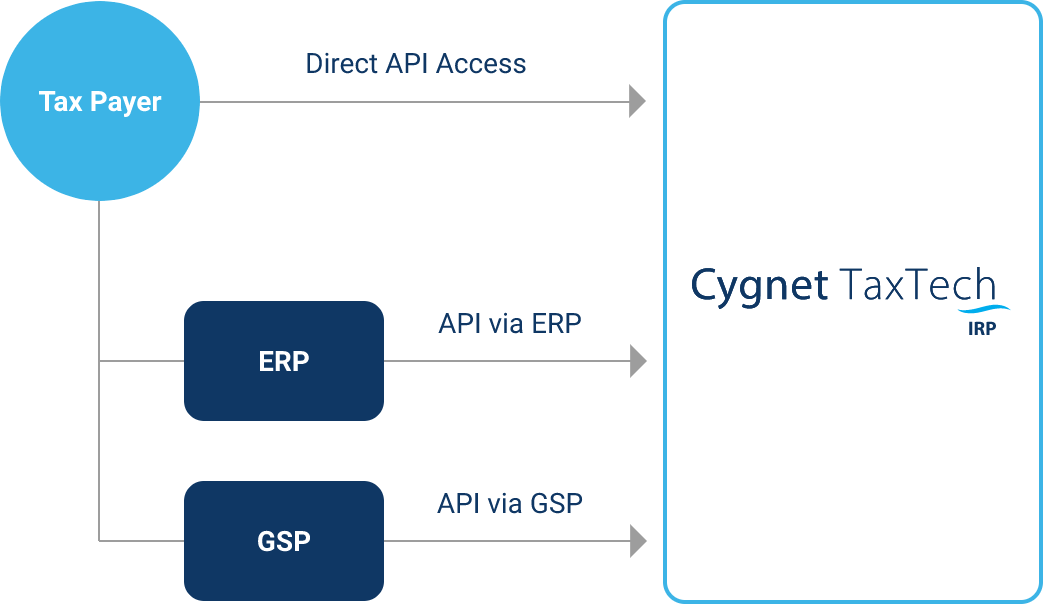 Tax Payer
Direct API Access
Cygnet TaxTech
IRP
ERP
API via ERP
GSP
API via GSP